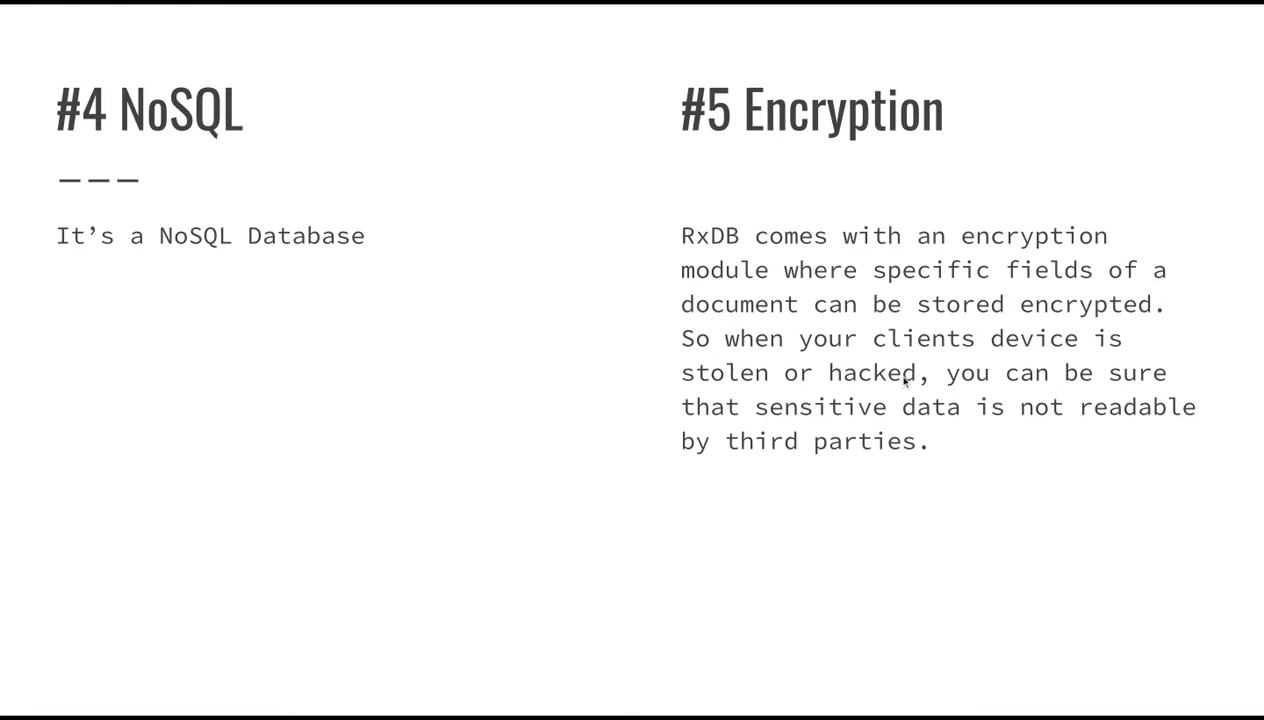 #4 NoSQL
———
It’s a NoSQL Database
#5 Encryption
RxDB comes with an encryption
module where specific fields of a
document can be stored encrypted.
So when your clients device is
stolen or hacked, you can be sure
that sensitive data is not readable
by third parties.